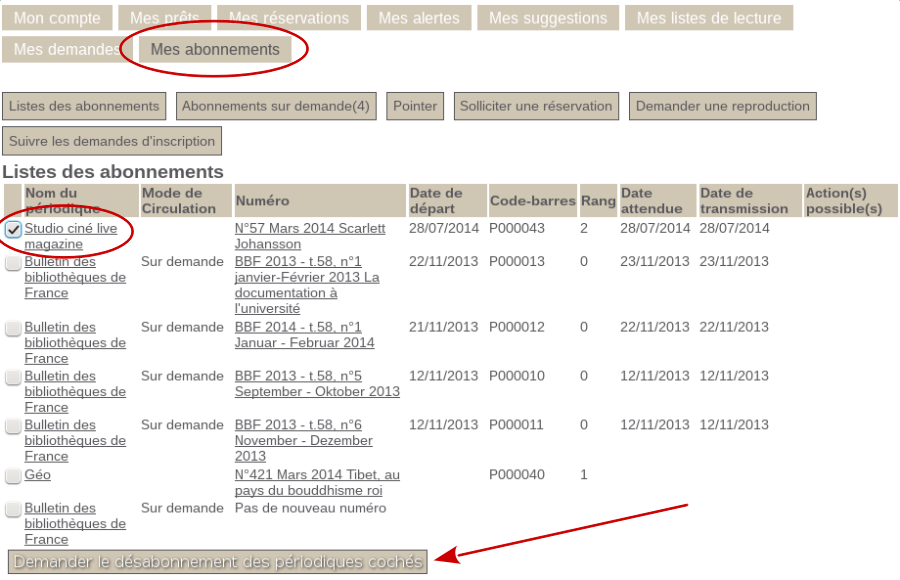 Mon compte Mes prêts Mes réservations Mes alertes Mes suggestions Mes listes de lecture
Mes demandes Mes abonnements
Listes des abonnements Abonnements sur demande(4) Pointer Solliciter une réservation Demander une reproduction
Suivre les demandes d'inscription
Listes des abonnements
Nom du Mode de Date de Date Date de Action(s)
périodique Circulation Numéro départ Code-barres Rang attendue transmission possible(s)
Studio ciné live N°57 Mars 2014 Scarlett 28/07/2014 P000043 2 28/07/2014 28/07/2014
magazine Johansson
Bulletin des Sur demande BBF 2013 - t.58, n°1 22/11/2013 P000013 0 23/11/2013 23/11/2013
bibliothèques de janvier-Février 2013 La
France documentation à
l'université
Bulletin des Sur demande BBF 2014 - t.58, n°1 21/11/2013 P000012 0 22/11/2013 22/11/2013
bibliothèques de Januar - Februar 2014
France
Bulletin des Sur demande BBF 2013 - t.58, n°5 12/11/2013 P000010 0 12/11/2013 12/11/2013
bibliothèques de September - Oktober 2013
France
Bulletin des Sur demande BBF 2013 - t.58, n°6 12/11/2013 P000011 0 12/11/2013 12/11/2013
bibliothèques de November - Dezember
France 2013
Géo N°421 Mars 2014 Tibet, au P000040 1
pays du bouddhisme roi
Bulletin des Sur demande Pas de nouveau numéro
bibliothèques de
France
Demander le désabonnement des périodiques cochés